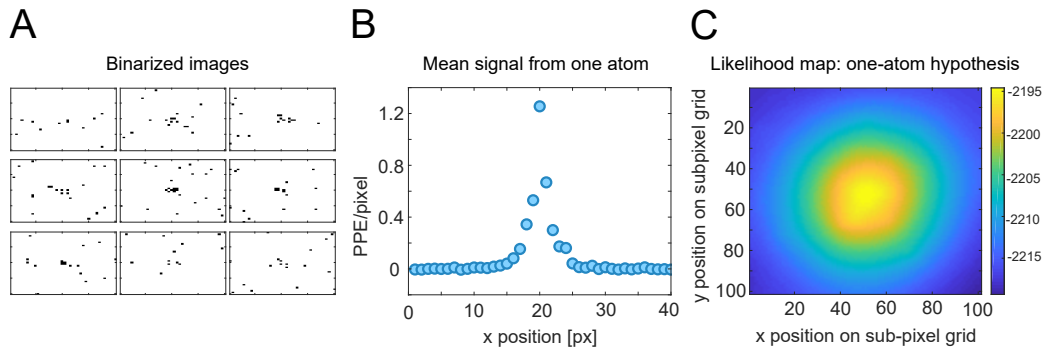 A
Binarized images
B
Mean signal from one atom
PPE/pixel
1.2
0.8
0.4
0
0
10
20
30
40
x position [px]
C
Likelihood map: one-atom hypothesis
y position on subpixel grid
20
40
60
80
100
20
40
60
80
100
x position on sub-pixel grid
-2195
-2200
-2205
-2210
-2215